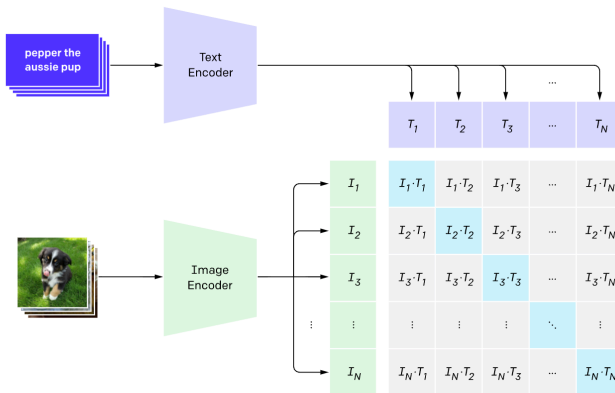 pepper the
aussie pup
Text
Encoder
...
T1 T2 T3 ... TN
I1 I1·T1 I1·T2 I1·T3 ... I1·TN
I2 I2·T1 I2·T2 I2·T3 ... I2·TN
Image
Encoder
I3 I3·T1 I3·T2 I3·T3 ... I3·TN
⋮ ⋮ ⋮ ⋮ ⋮ ⋱ ⋮
IN IN·T1 IN·T2 IN·T3 ... IN·TN